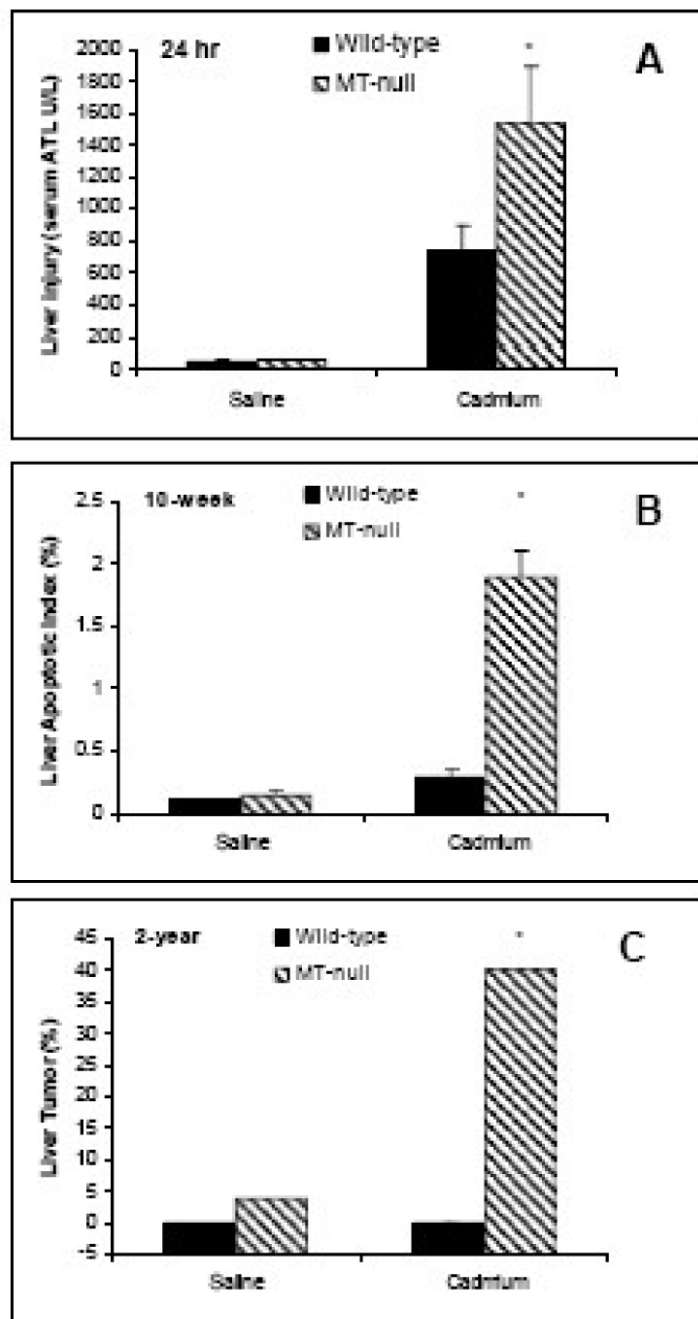 24 hr
Wild-type
MT-null
*
A
Liver Injury (serum ATL U/L)
2000
1800
1600
1400
1200
1000
800
600
400
200
0
Saline
Cadmium
10-week
Wild-type
MT-null
*
B
Liver Apoptotic Index (%)
2.5
2
1.5
1
0.5
0
Saline
Cadmium
2-year
Wild-type
MT-null
*
C
Liver Tumor (%)
45
40
35
30
25
20
15
10
5
0
-5
Saline
Cadmium